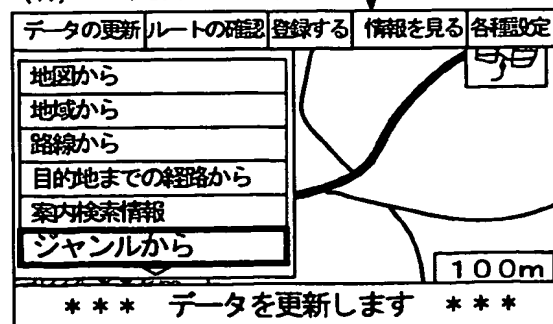 データの更新 ルートの確認 登録する 情報を見る 各種設定
地図から
地域から
路線から
目的地までの経路から
案内検索情報
ジャンルから
100m
*** データを更新します ***